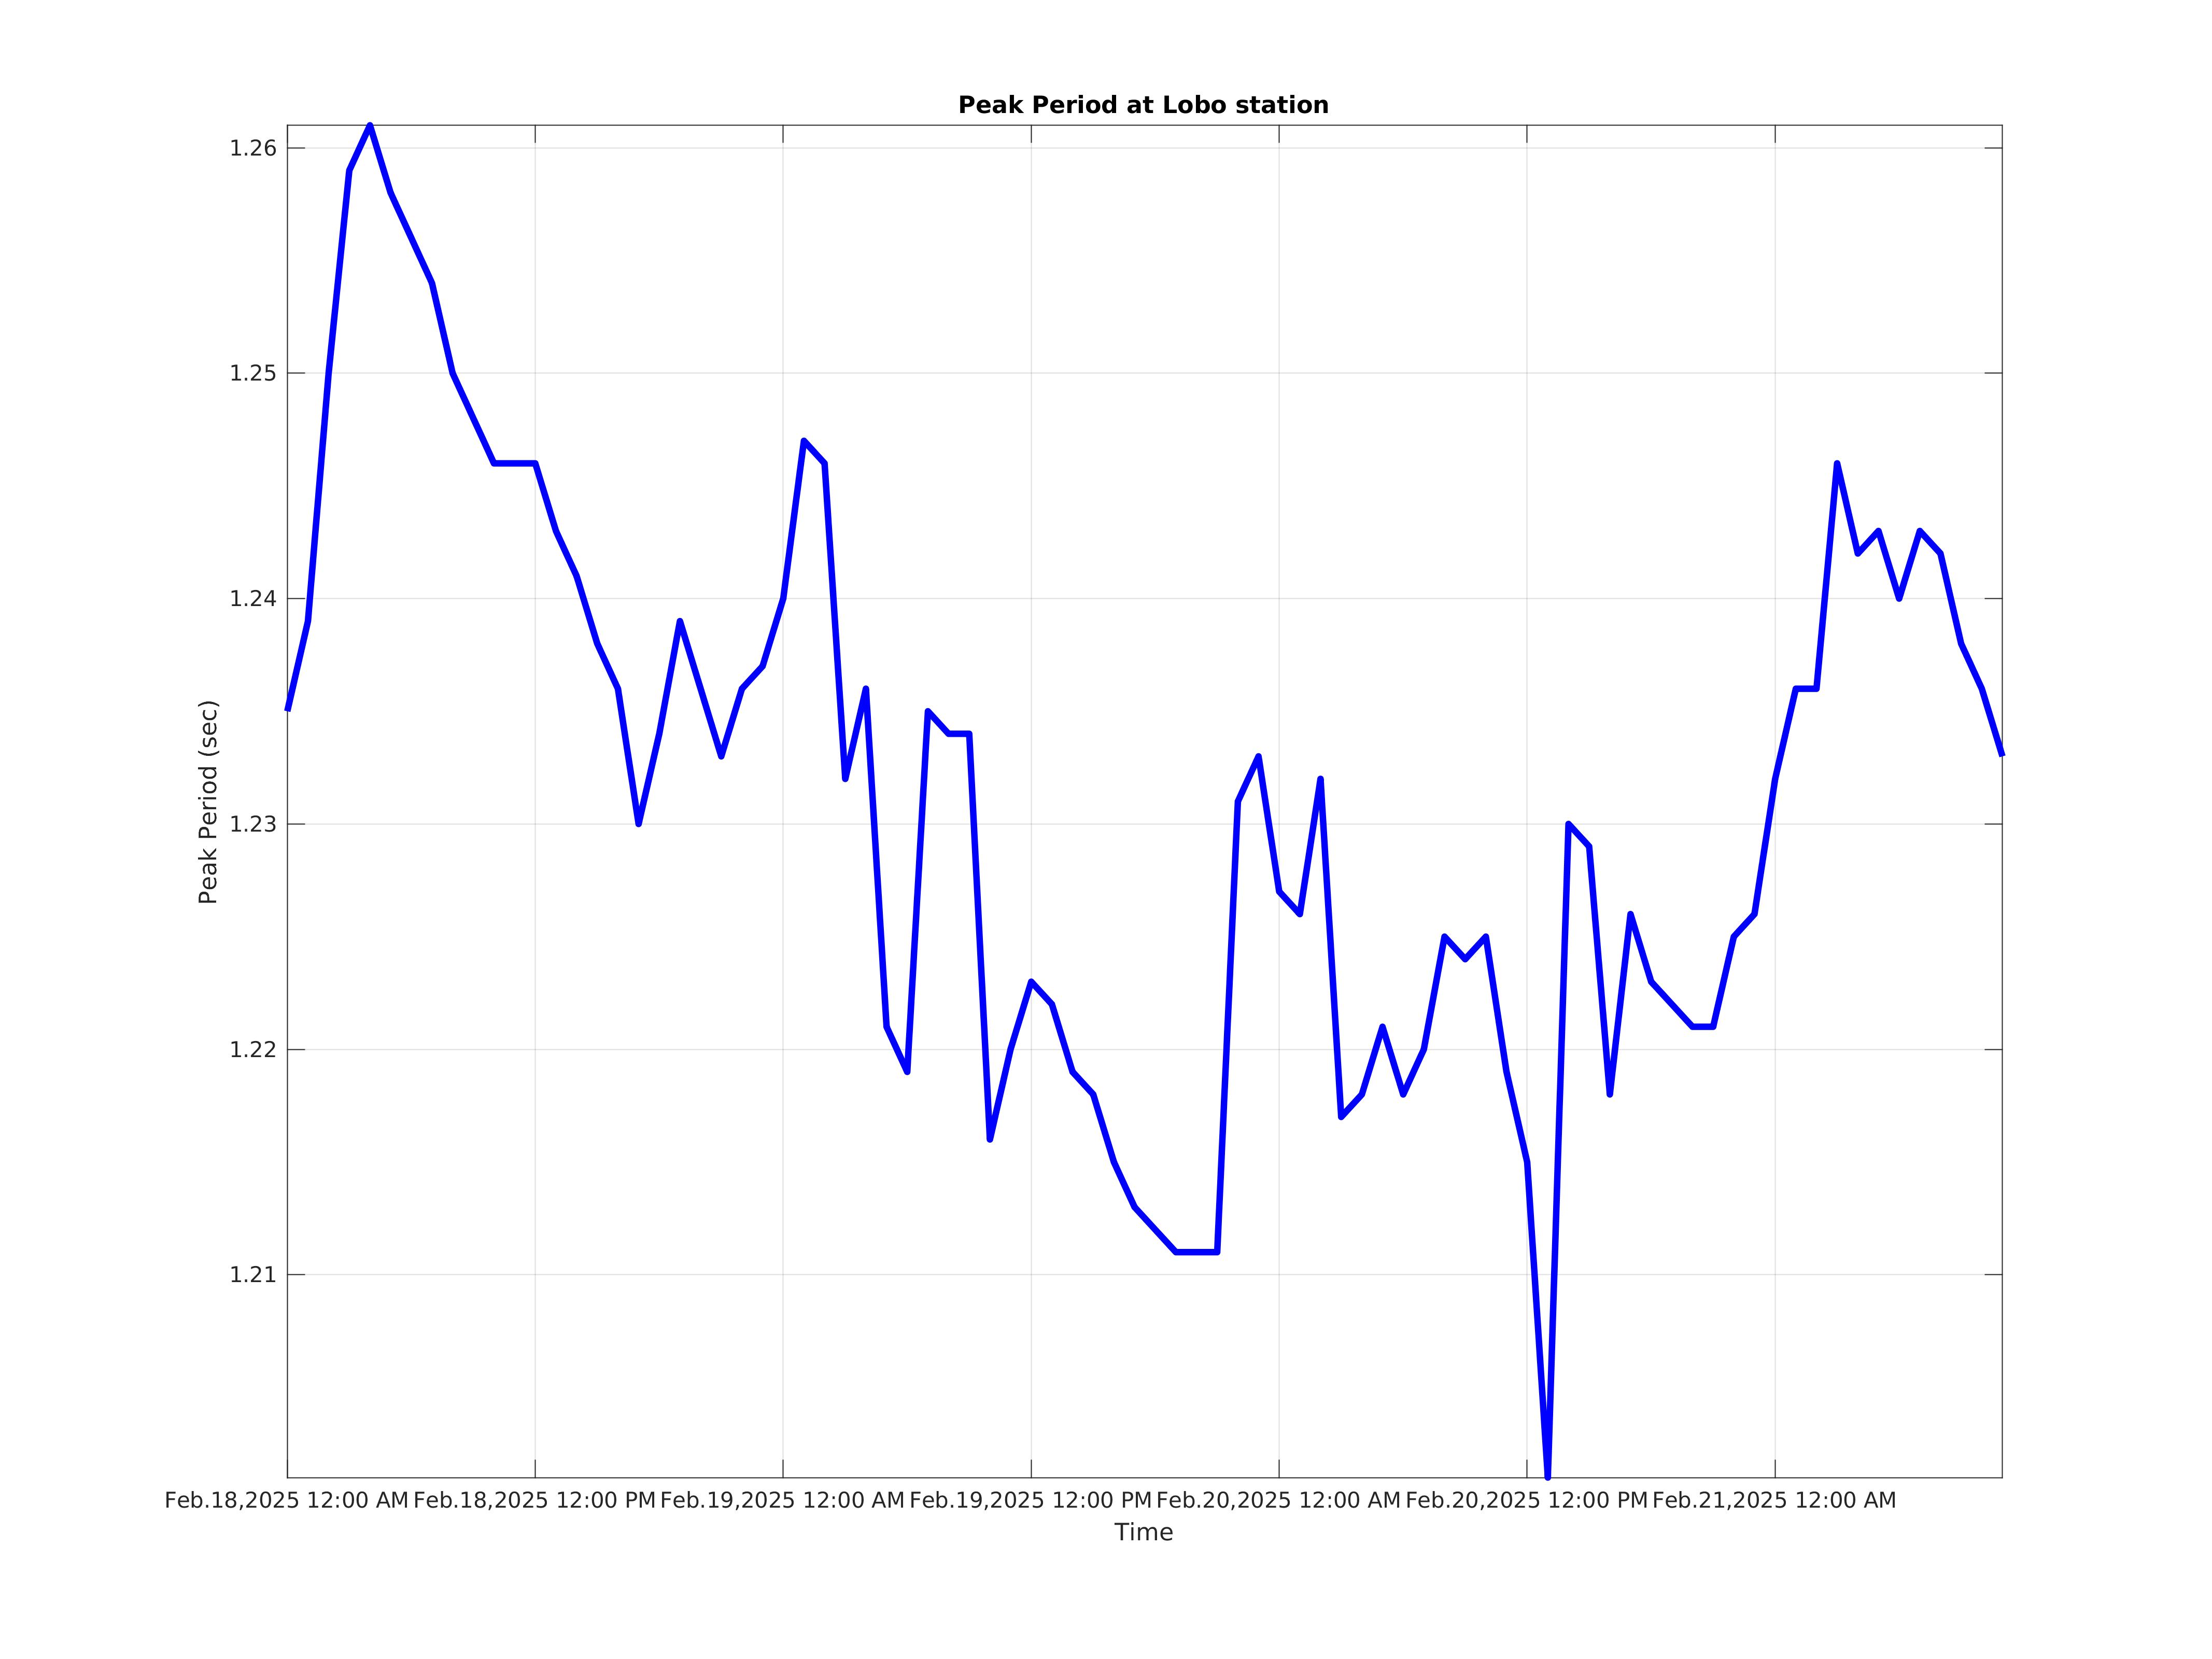 Peak Period at Lobo station
1.26
1.25
1.24
1.23
1.22
1.21
Peak Period (sec)
Feb.18,2025 12:00 AM Feb.18,2025 12:00 PM Feb.19,2025 12:00 AM Feb.19,2025 12:00 PM Feb.20,2025 12:00 AM Feb.20,2025 12:00 PM Feb.21,2025 12:00 AM
Time